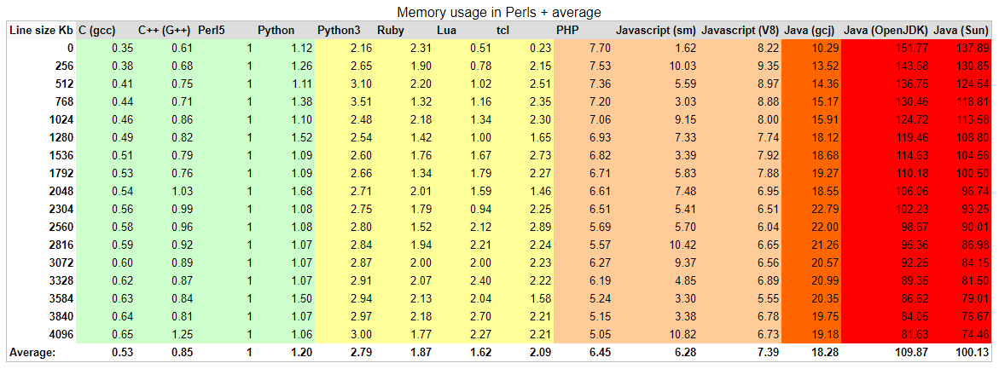 Memory usage in Perls + average
Line size Kb C (gcc) C++ (G++) Perl5 Python Python3 Ruby Lua tcl PHP Javascript (sm) Javascript (V8) Java (gcj) Java (OpenJDK) Java (Sun)
0 0.35 0.61 1 1.12 2.16 2.31 0.51 0.23 7.70 1.62 8.22 10.29 151.77 137.89
256 0.38 0.68 1 1.26 2.65 1.90 0.78 2.15 7.53 10.03 9.35 13.52 143.68 130.85
512 0.41 0.75 1 1.11 3.10 2.20 1.02 2.51 7.36 5.59 8.97 14.36 136.75 124.54
768 0.44 0.71 1 1.38 3.51 1.32 1.16 2.35 7.20 3.03 8.88 15.17 130.46 118.81
1024 0.46 0.86 1 1.10 2.48 2.18 1.34 2.30 7.06 9.15 8.00 15.91 124.72 113.58
1280 0.49 0.82 1 1.52 2.54 1.42 1.00 1.65 6.93 7.33 7.74 18.12 119.46 108.80
1536 0.51 0.79 1 1.09 2.60 1.76 1.67 2.73 6.82 3.39 7.92 18.68 114.63 104.56
1792 0.53 0.76 1 1.09 2.66 1.34 1.79 2.27 6.71 5.83 7.88 19.27 110.18 100.50
2048 0.54 1.03 1 1.68 2.71 2.01 1.59 1.46 6.61 7.48 6.95 18.55 106.06 96.74
2304 0.56 0.99 1 1.08 2.75 1.79 0.94 2.25 6.51 5.41 6.51 22.79 102.23 93.25
2560 0.58 0.96 1 1.08 2.80 1.52 2.12 2.89 5.69 5.70 6.04 22.00 98.67 90.01
2816 0.59 0.92 1 1.07 2.84 1.94 2.21 2.24 5.57 10.42 6.65 21.26 95.36 86.98
3072 0.60 0.89 1 1.07 2.87 2.00 2.00 2.23 6.27 9.37 6.56 20.57 92.25 84.15
3328 0.62 0.87 1 1.07 2.91 2.07 2.40 2.22 6.19 4.85 6.89 20.99 89.35 81.50
3584 0.63 0.84 1 1.50 2.94 2.13 2.04 1.58 5.24 3.30 5.55 20.35 86.62 79.01
3840 0.64 0.81 1 1.07 2.97 2.18 2.70 2.21 5.15 3.38 6.78 19.75 84.05 76.67
4096 0.65 1.25 1 1.06 3.00 1.77 2.27 2.21 5.05 10.82 6.73 19.18 81.63 74.46
Average: 0.53 0.85 1 1.20 2.79 1.87 1.62 2.09 6.45 6.28 7.39 18.28 109.87 100.13